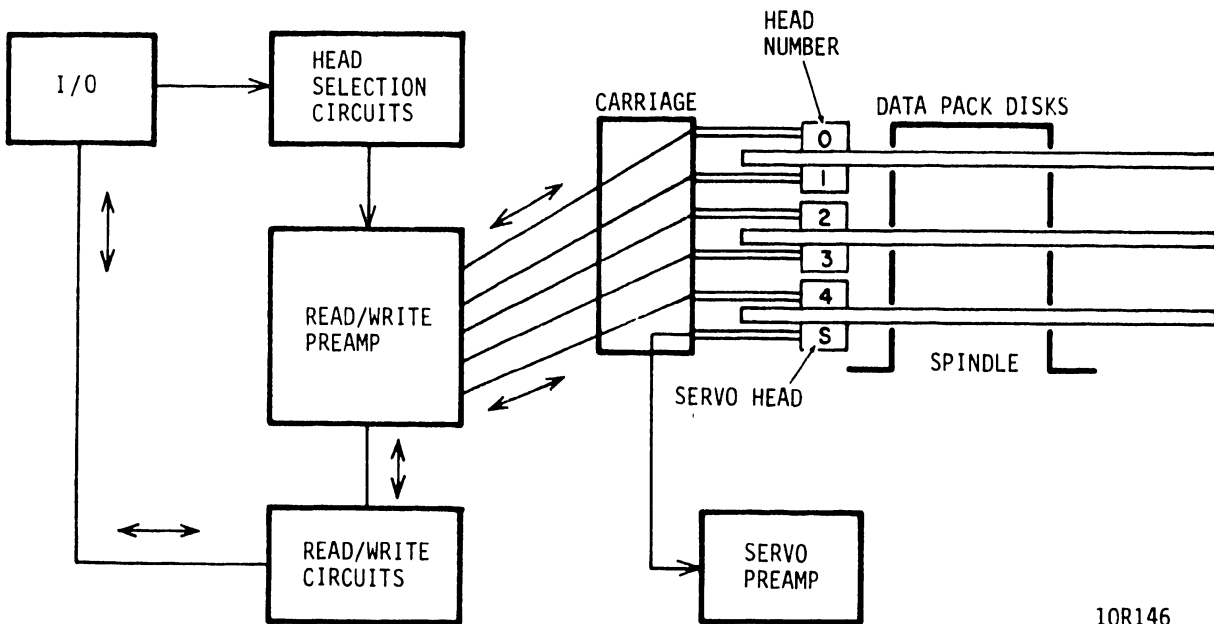 HEAD
NUMBER
I/O
HEAD
SELECTION
CIRCUITS
CARRIAGE
DATA PACK DISKS
0
1
2
3
4
S
READ/WRITE
PREAMP
SPINDLE
SERVO HEAD
READ/WRITE
CIRCUITS
SERVO
PREAMP
10R146